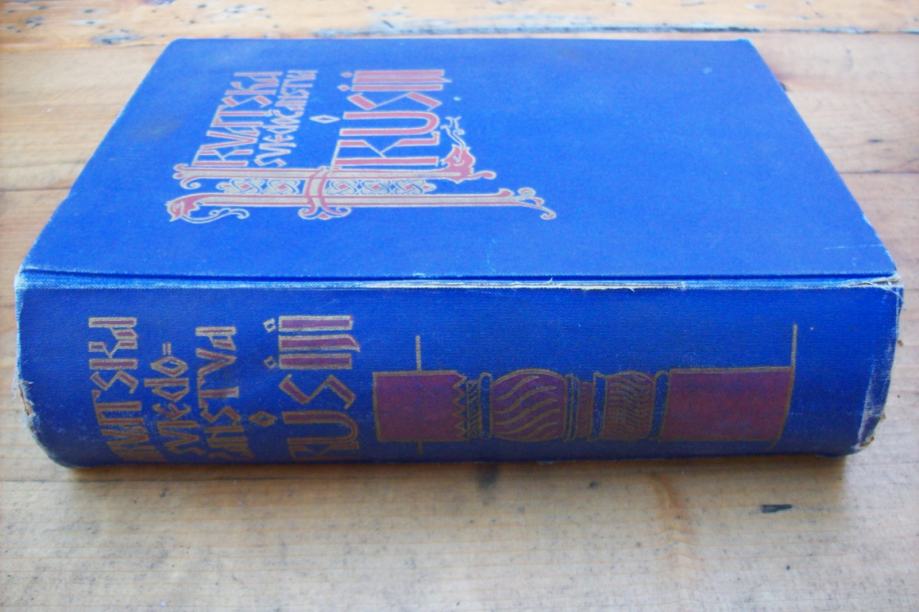 HRVATSKA
SVJEDOČANSTVA
O RUSIJI
HRVATSKA
SVJEDO=
ČANSTVA
O
RUSIJI